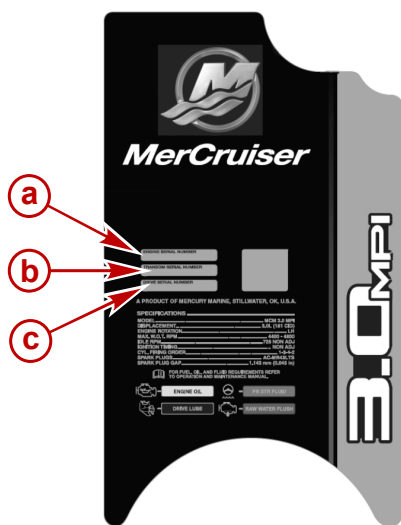 MerCruiser
a
ENGINE SERIAL NUMBER
b
TRANSOM SERIAL NUMBER
c
DRIVE SERIAL NUMBER
A PRODUCT OF MERCURY MARINE, STILLWATER, OK, U.S.A.
SPECIFICATIONS
MODEL MCM 3.0 MPI
DISPLACEMENT 3.0L (181 CID)
ENGINE ROTATION LH
MAX. W.O.T. RPM 4400 - 4800
IDLE RPM 700 NON ADJ
IGNITION TIMING NON ADJ
CYL. FIRING ORDER 1-3-4-2
SPARK PLUGS
SPARK PLUG GAP 1,143 mm (0.045 in)
FOR FUEL, OIL, AND FLUID REQUIREMENTS REFER
TO OPERATION AND MAINTENANCE MANUAL.
ENGINE OIL
PR STR FLUID
DRIVE LUBE
RAW WATER FLUSH
3.0 MPI